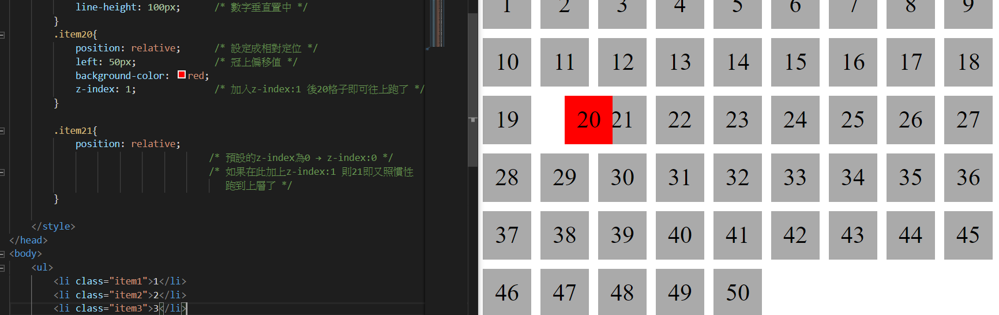 line-height: 100px;      /* 數字垂直置中 */
}
.item20{
position: relative;      /* 設定成相對定位 */
left: 50px;              /* 冠上偏移值 */
background-color: red;
z-index: 1;              /* 加入z-index:1 後20格子即可往上跑了 */
}
.item21{
position: relative;
/* 預設的z-index為0 → z-index:0 */
/* 如果在此加上z-index:1 則21即又照慣性
跑到上層了 */
}
</style>
</head>
<body>
<ul>
<li class="item1">1</li>
<li class="item2">2</li>
<li class="item3">3</li>
1 2 3 4 5 6 7 8 9
10 11 12 13 14 15 16 17 18
19 20 21 22 23 24 25 26 27
28 29 30 31 32 33 34 35 36
37 38 39 40 41 42 43 44 45
46 47 48 49 50